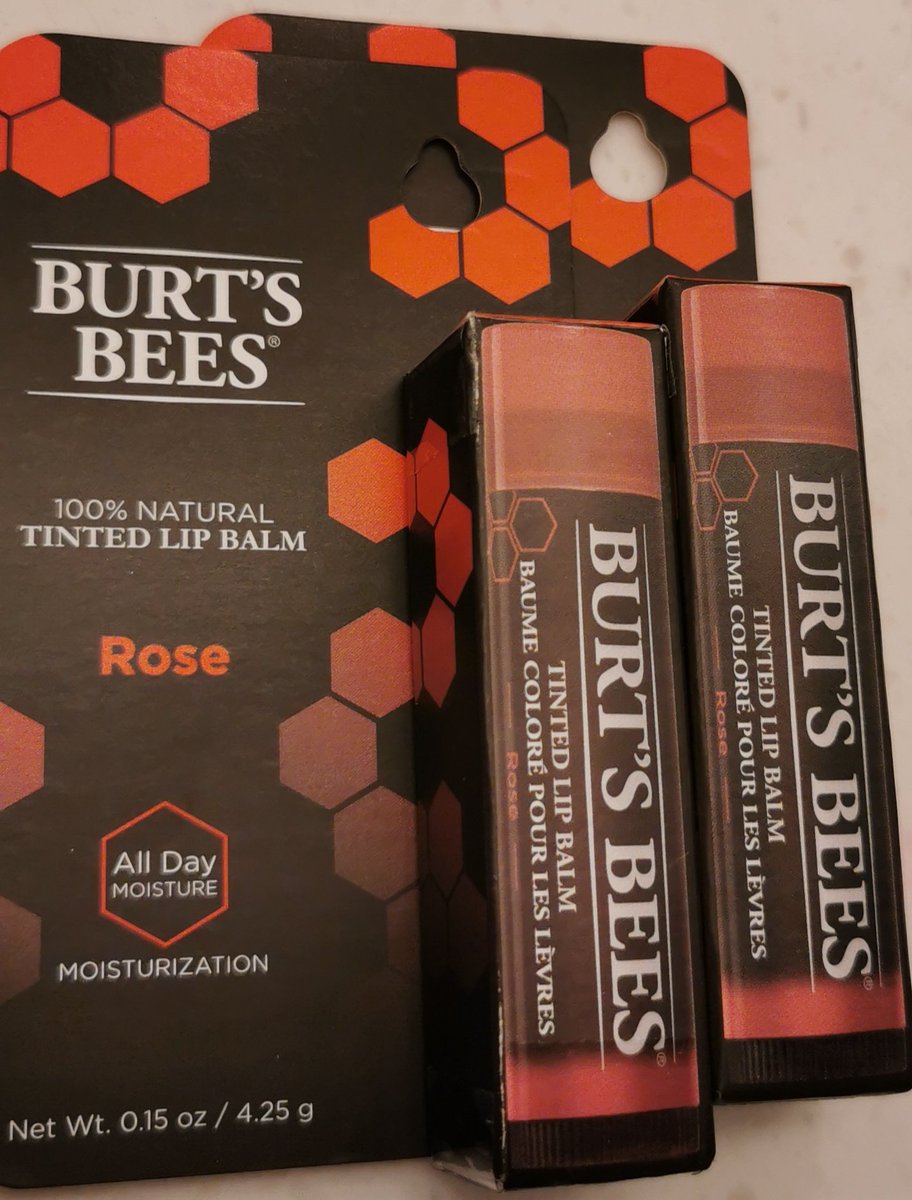 BURT'S
BEES®
100% NATURAL
TINTED LIP BALM
Rose
All Day
MOISTURE
MOISTURIZATION
Net Wt. 0.15 oz / 4.25 g
BURT'S BEES®
TINTED LIP BALM
BAUME COLORÉ POUR LES LÈVRES
Rose
BURT'S BEES®
TINTED LIP BALM
BAUME COLORÉ POUR LES LÈVRES
Rose